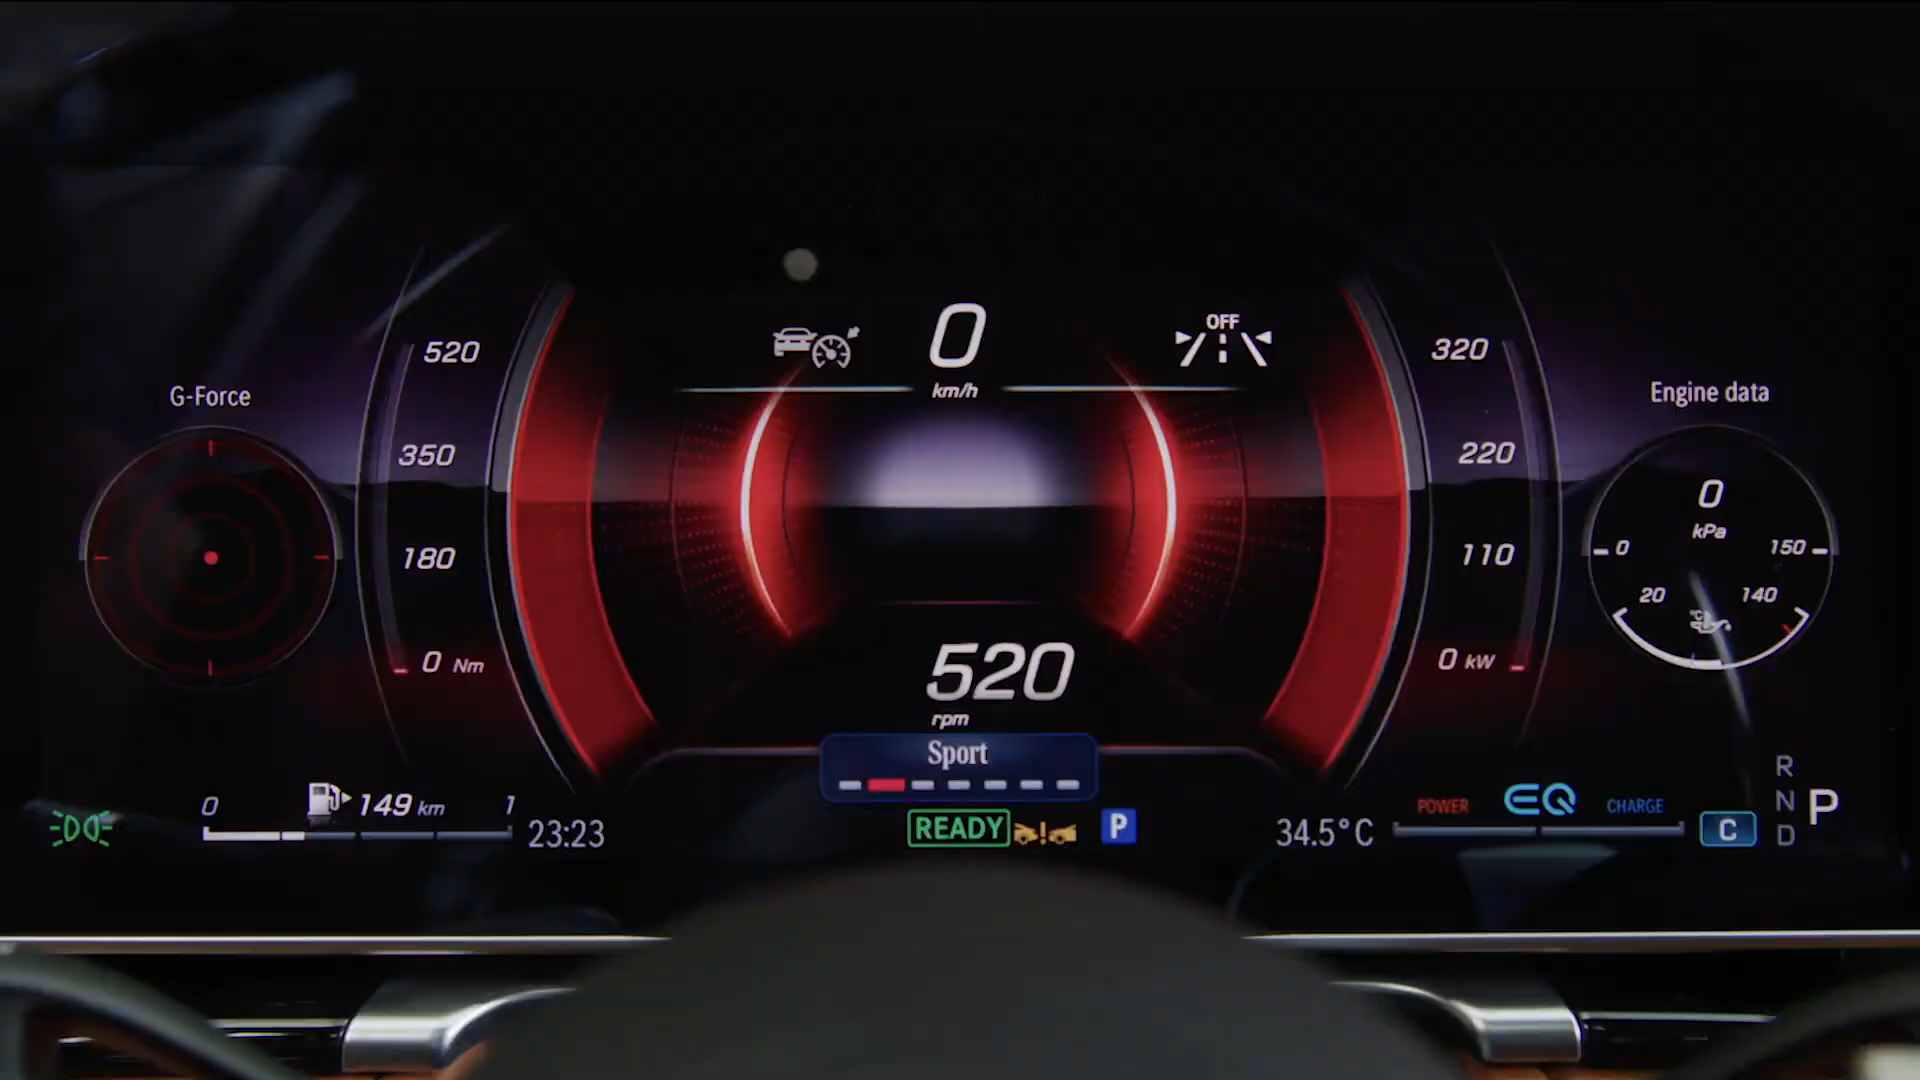 0
km/h
OFF
G-Force
520
350
180
0 Nm
320
220
110
0 kW
Engine data
0
kPa
0 150
20 140
°C
520
rpm
Sport
0 149 km 1
23:23
READY
P
34.5°C
POWER EQ CHARGE
C
R
N
D
P